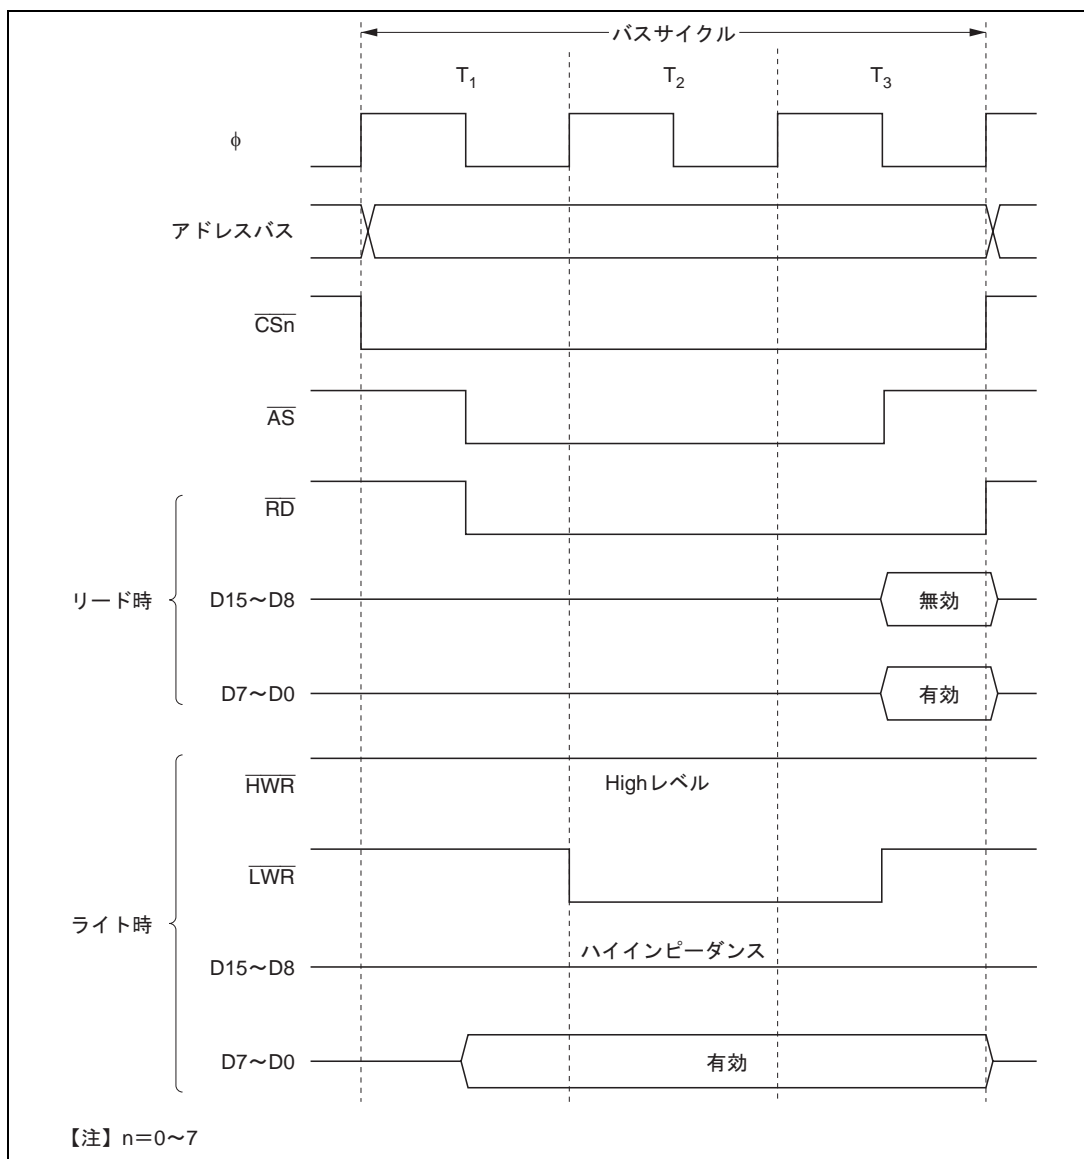 バスサイクル
T1 T2 T3
φ
アドレスバス
CSn
AS
RD
リード時
D15～D8
無効
D7～D0
有効
HWR
Highレベル
LWR
ライト時
ハイインピーダンス
D15～D8
D7～D0
有効
【注】n＝0～7